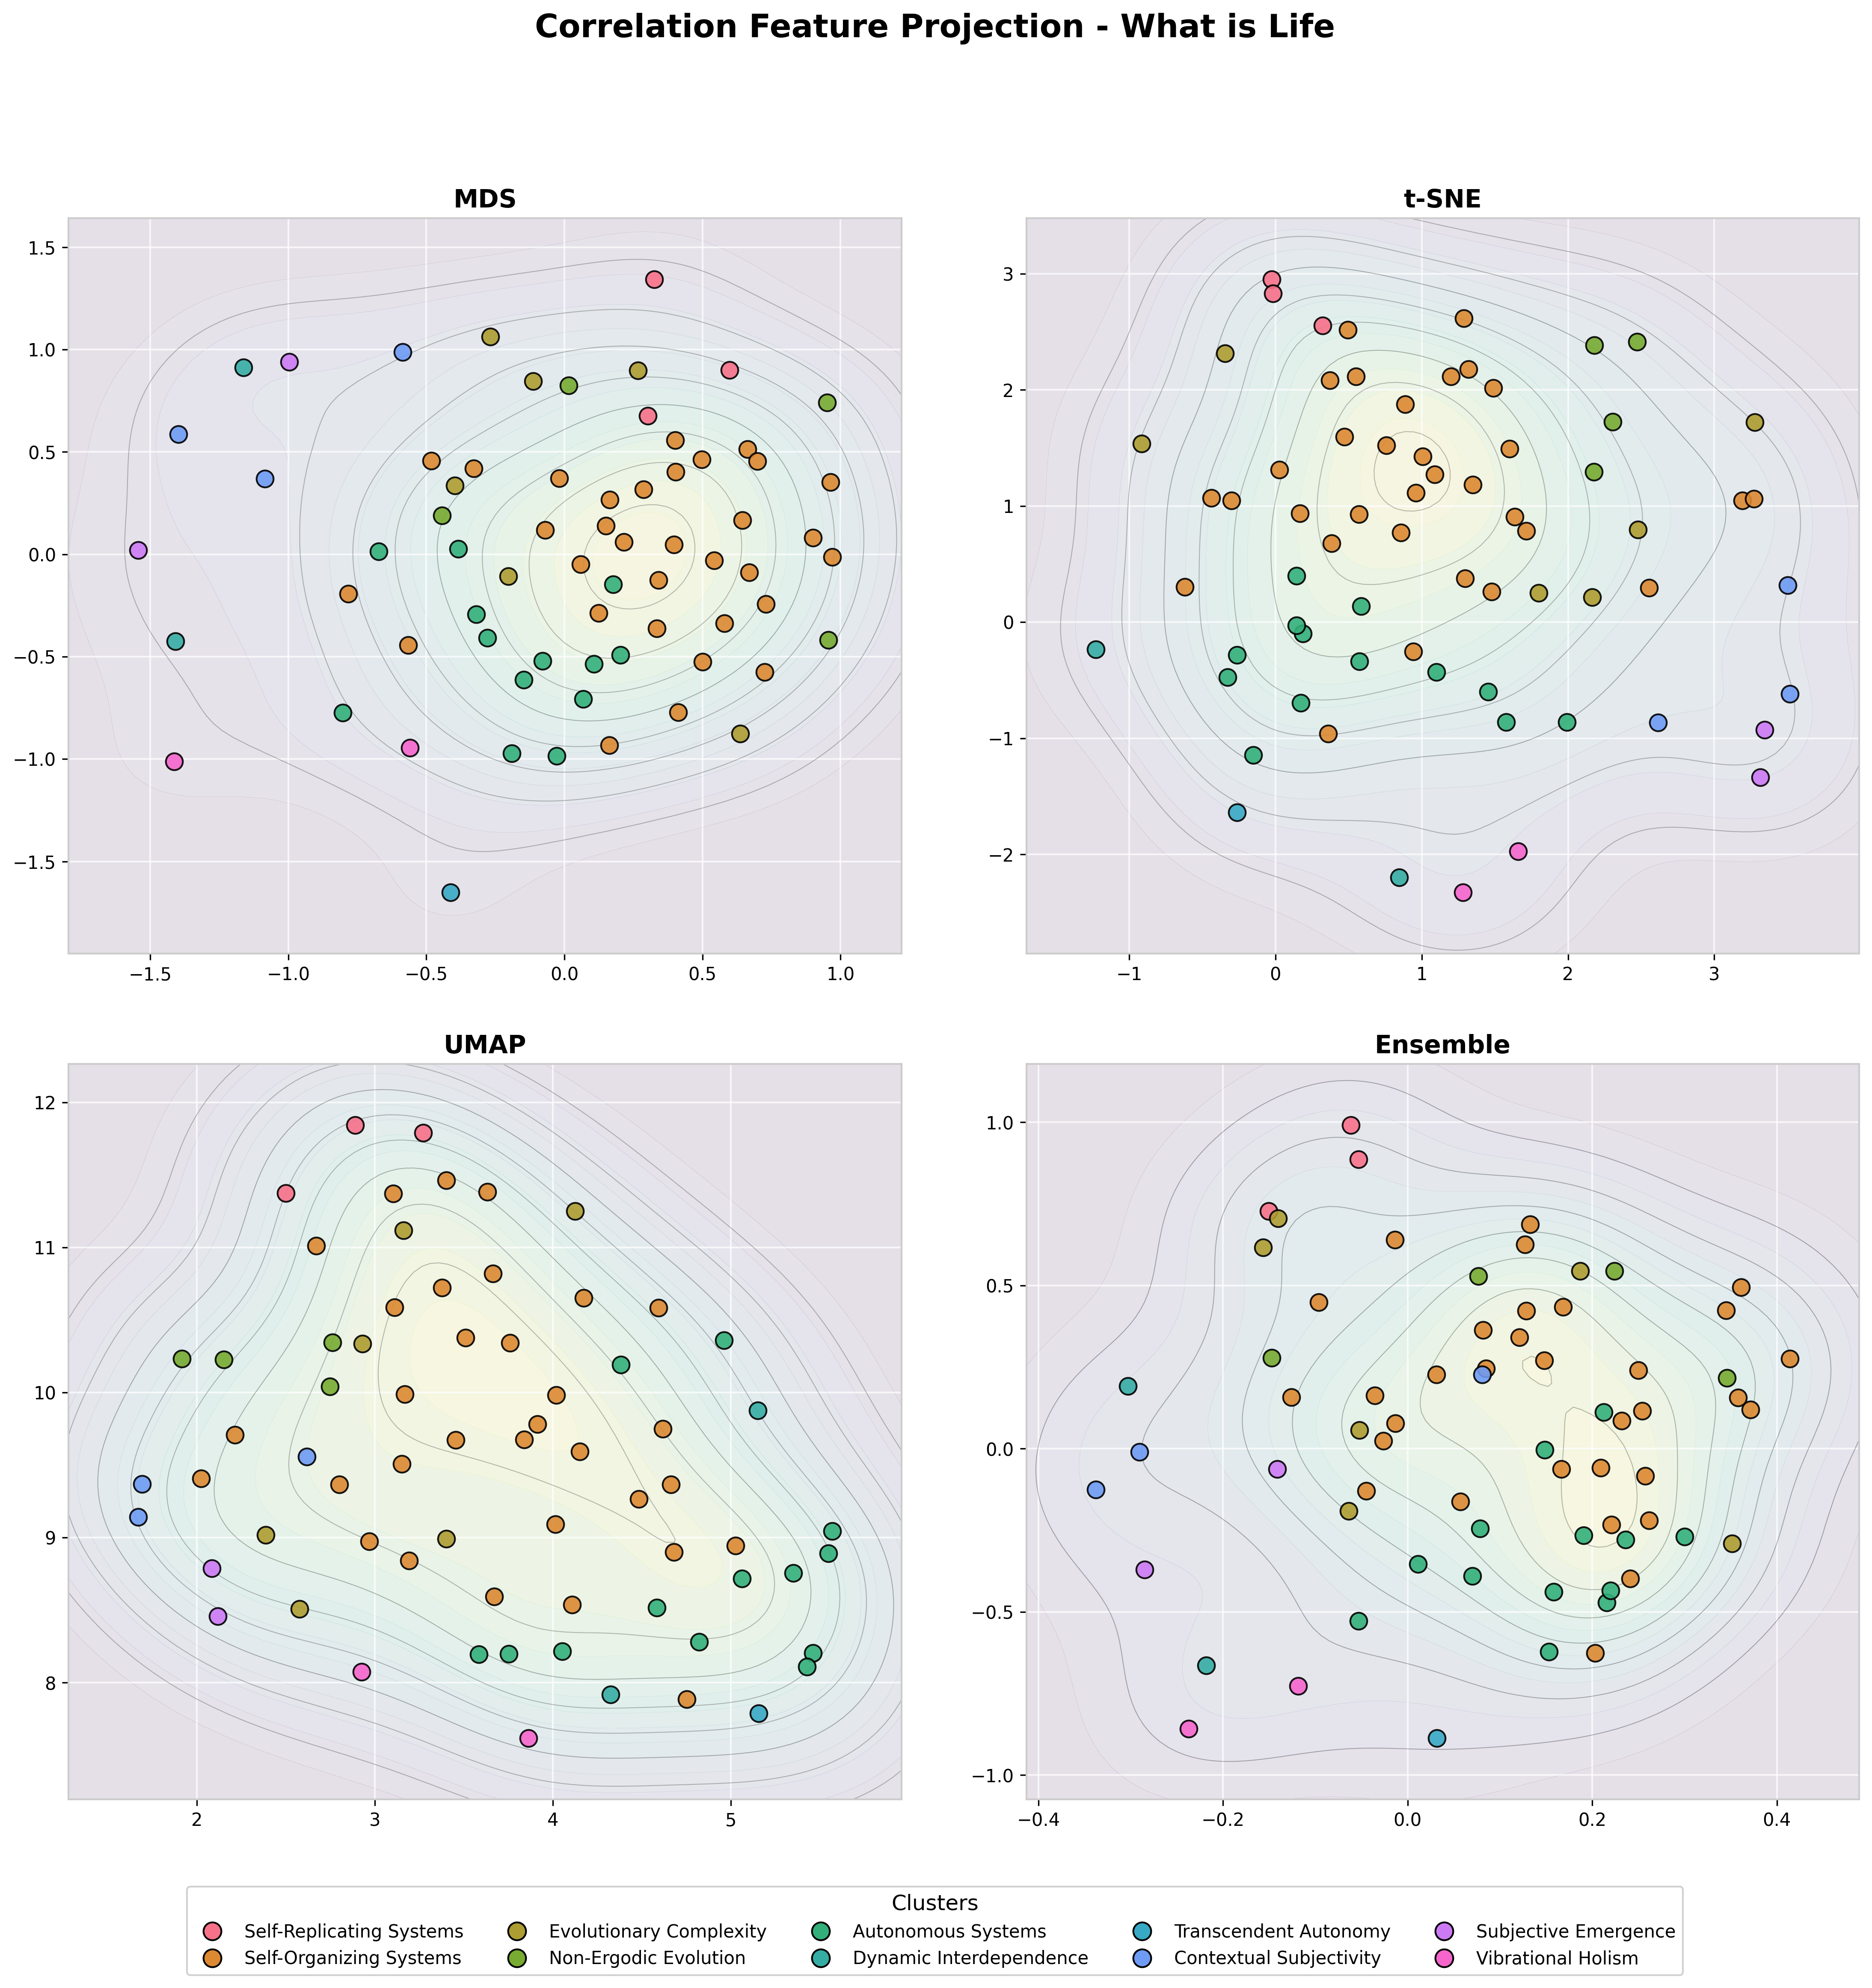 Correlation Feature Projection - What is Life
MDS
t-SNE
1.5
1.0
0.5
0.0
−0.5
−1.0
−1.5
−1.5
−1.0
−0.5
0.0
0.5
1.0
3
2
1
0
−1
−2
−1
0
1
2
3
UMAP
Ensemble
12
11
10
9
8
2
3
4
5
1.0
0.5
0.0
−0.5
−1.0
−0.4
−0.2
0.0
0.2
0.4
Clusters
Self-Replicating Systems
Self-Organizing Systems
Evolutionary Complexity
Non-Ergodic Evolution
Autonomous Systems
Dynamic Interdependence
Transcendent Autonomy
Contextual Subjectivity
Subjective Emergence
Vibrational Holism